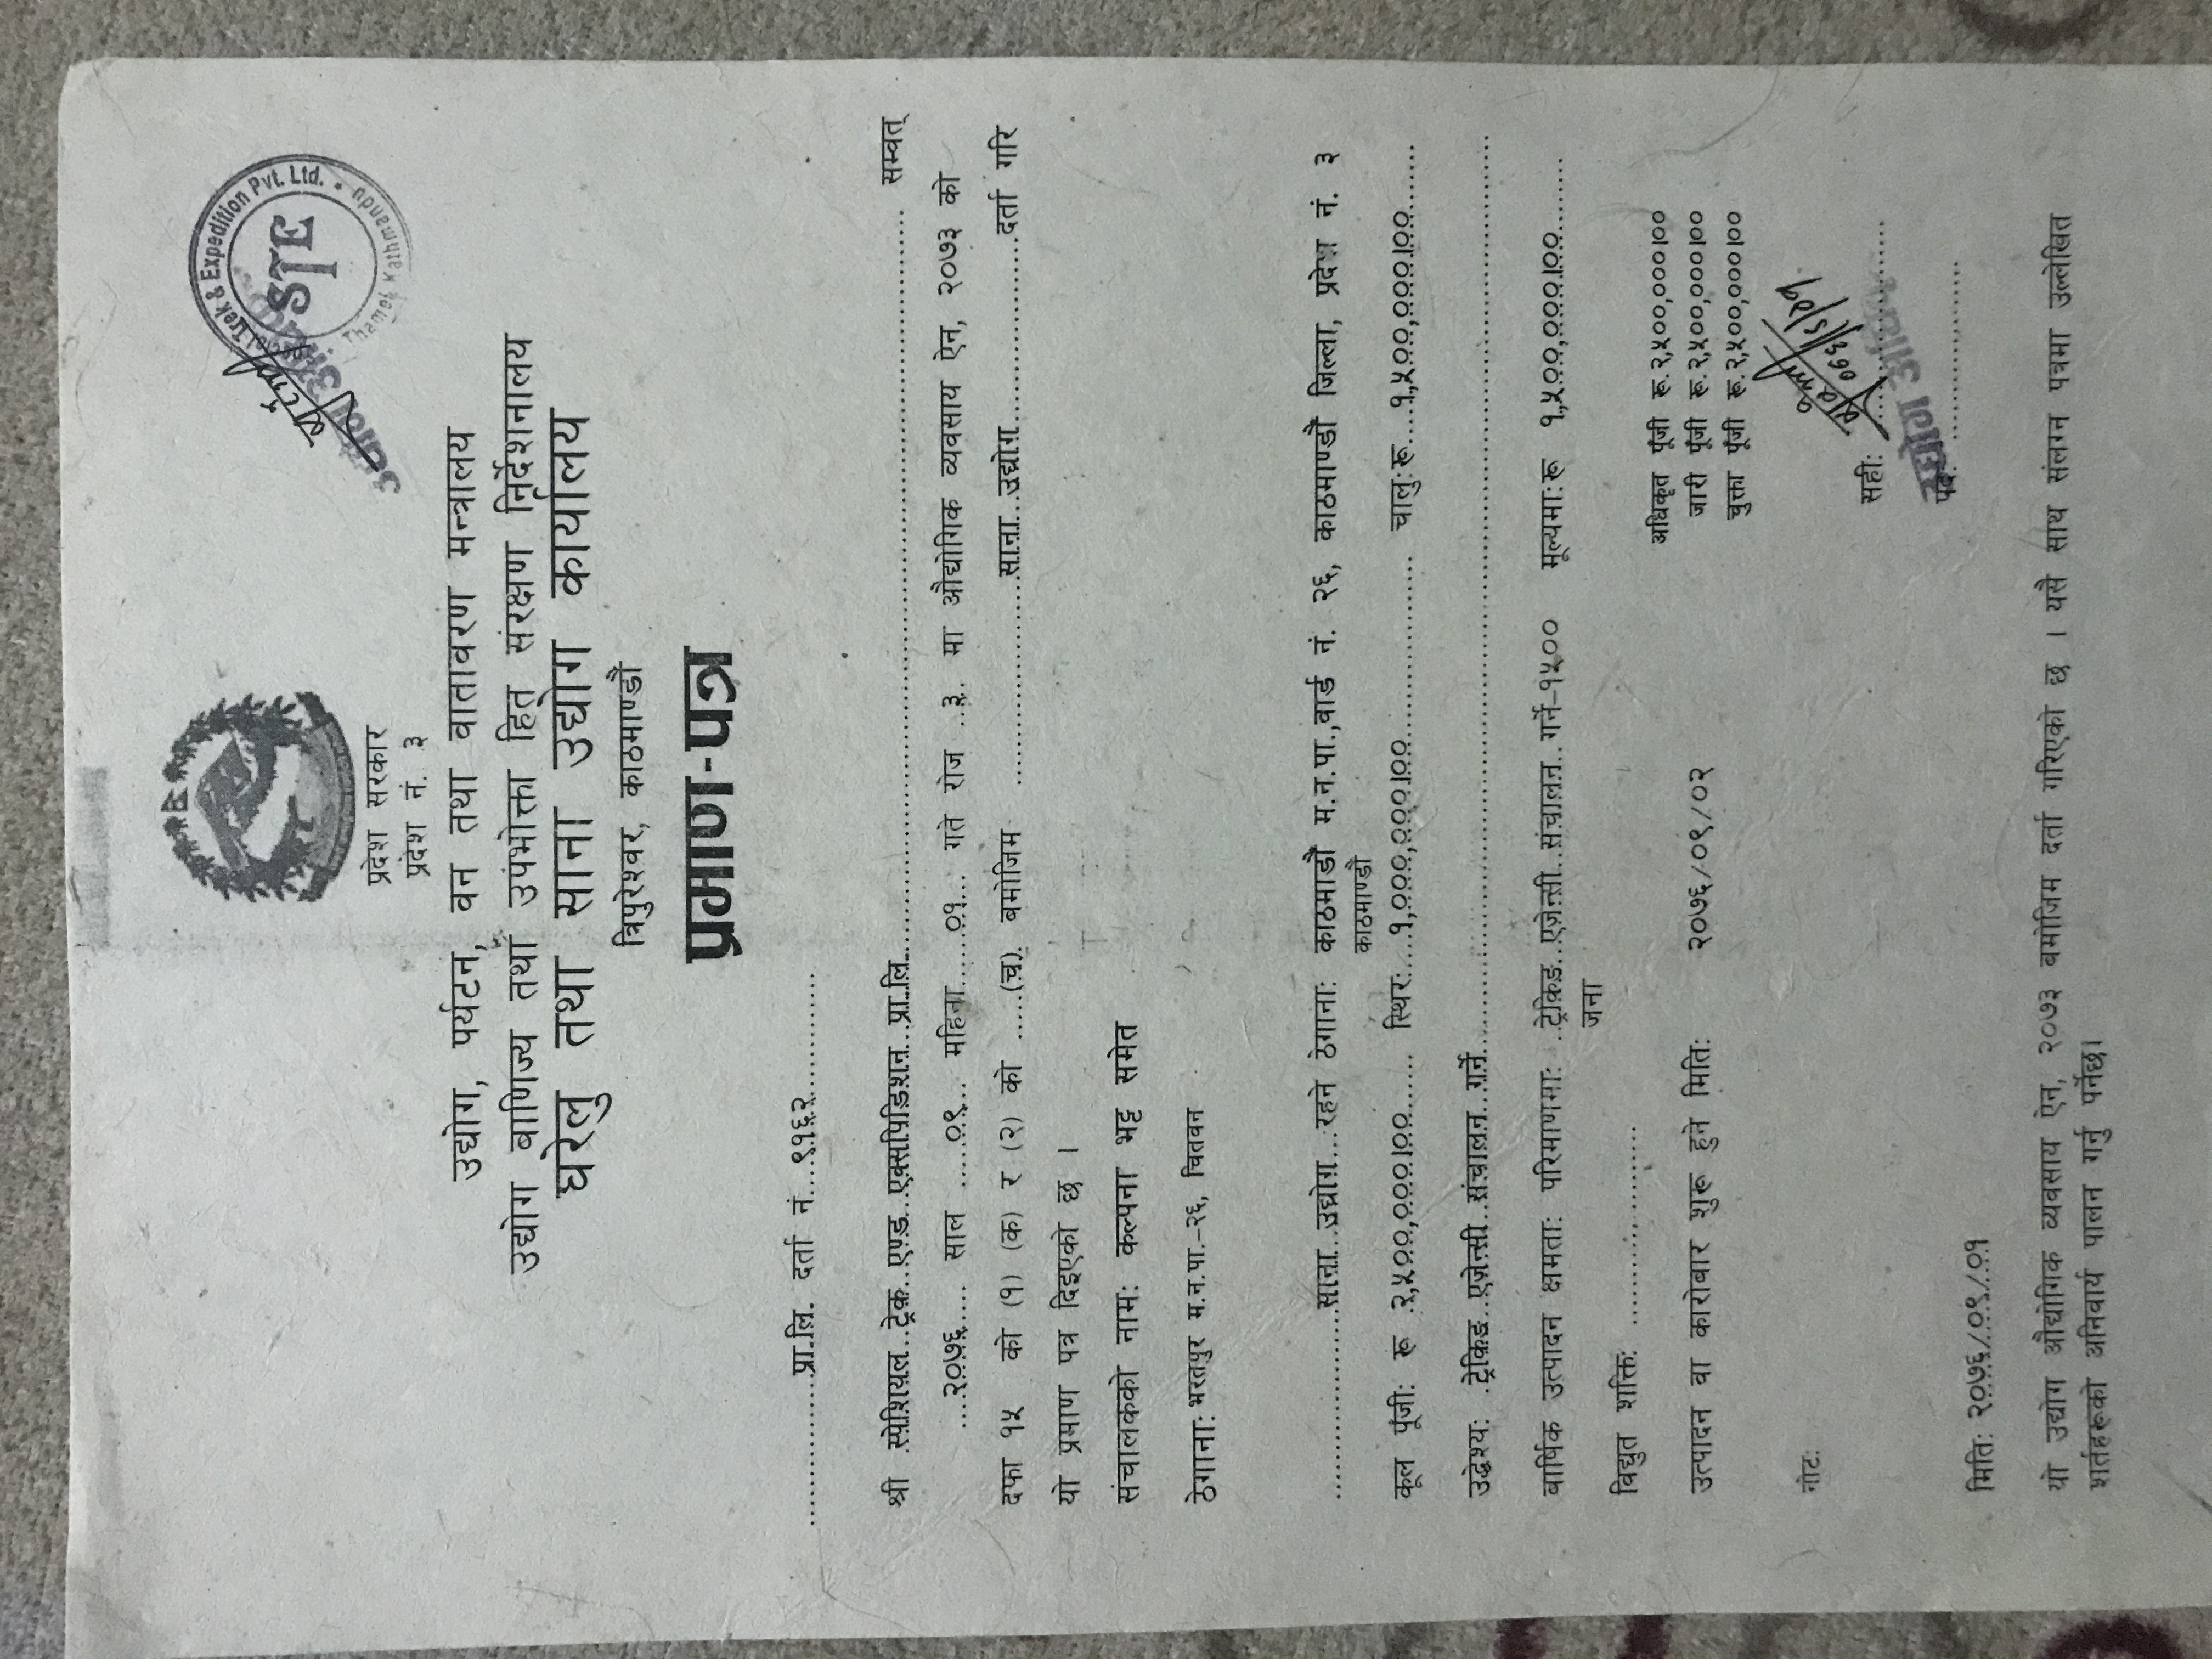 Trek & Expedition Pvt. Ltd.
STE
Thamel, Kathmandu
प्रदेश सरकार
प्रदेश नं. ३
उद्योग, पर्यटन, वन तथा वातावरण मन्त्रालय
उद्योग बाणिज्य तथा उपभोक्ता हित संरक्षण निर्देशनालय
घरेलु तथा साना उद्योग कार्यालय
त्रिपुरेश्वर, काठमाण्डौ
प्रमाण-पत्र
प्रा.लि. दर्ता नं. ९१६२
श्री स्पेशियल ट्रेक एण्ड एक्सपिडिशन प्रा.लि. सम्वत्
२०७६ साल ०९ महिना ०१ गते रोज ३ मा औद्योगिक व्यवसाय ऐन, २०७३ को
दफा १५ को (१) (क) र (२) को (च) बमोजिम साना उद्योग दर्ता गरि
यो प्रमाण पत्र दिइएको छ ।
संचालकको नाम: कल्पना भट्ट समेत
ठेगाना: भरतपुर म.न.पा.-२६, चितवन
साना उद्योग रहने ठेगाना: काठमाडौं म.न.पा.,वार्ड नं. २६, काठमाण्डौं जिल्ला, प्रदेश नं. ३
काठमाण्डौ
कूल पूंजी: रू २,५००,०००।०० स्थिर: १,०००,०००।०० चालु: रू १,५००,०००।००
उद्धेश्य: ट्रेकिङ एजेन्सी संचालन गर्ने
वार्षिक उत्पादन क्षमता: परिमाणमा: ट्रेकिङ एजेन्सी संचालन गर्ने-१५०० मूल्यमा: रू १,५००,०००।००
जना
विद्युत शक्ति:
उत्पादन वा कारोबार शुरू हुने मिति: २०७६/०९/०२
अधिकृत पूँजी रू.२,५००,०००।००
जारी पूँजी रू.२,५००,०००।००
चुक्ता पूँजी रू.२,५००,०००।००
नोट:
सही:
पद:
मिति: २०७६/०९/०१
यो उद्योग औद्योगिक व्यवसाय ऐन, २०७३ बमोजिम दर्ता गरिएको छ । यसै साथ संलग्न पत्रमा उल्लेखित
शर्तहरूको अनिवार्य पालन गर्नु पर्नेछ।